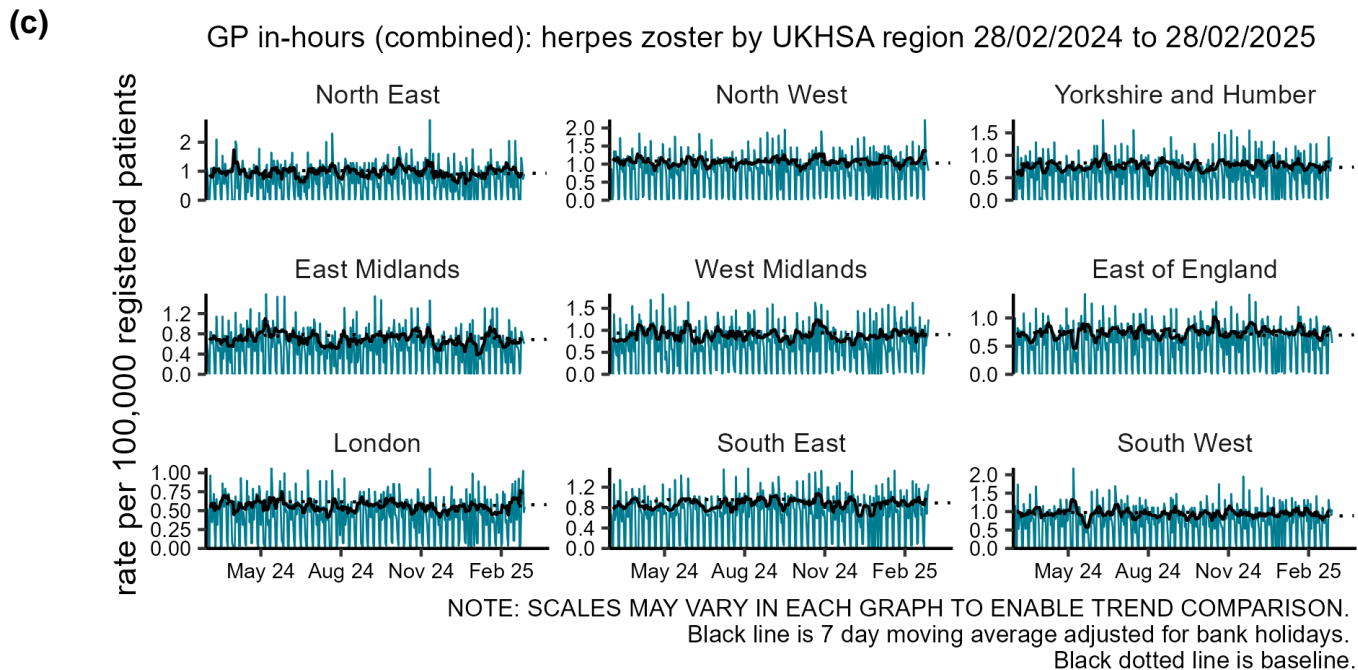 (c)
GP in-hours (combined): herpes zoster by UKHSA region 28/02/2024 to 28/02/2025
rate per 100,000 registered patients
North East
2
1
0
North West
2.0
1.5
1.0
0.5
0.0
Yorkshire and Humber
1.5
1.0
0.5
0.0
East Midlands
1.2
0.8
0.4
0.0
West Midlands
1.5
1.0
0.5
0.0
East of England
1.0
0.5
0.0
London
1.00
0.75
0.50
0.25
0.00
South East
1.2
0.8
0.4
0.0
South West
2.0
1.5
1.0
0.5
0.0
May 24 Aug 24 Nov 24 Feb 25
May 24 Aug 24 Nov 24 Feb 25
May 24 Aug 24 Nov 24 Feb 25
NOTE: SCALES MAY VARY IN EACH GRAPH TO ENABLE TREND COMPARISON.
Black line is 7 day moving average adjusted for bank holidays.
Black dotted line is baseline.